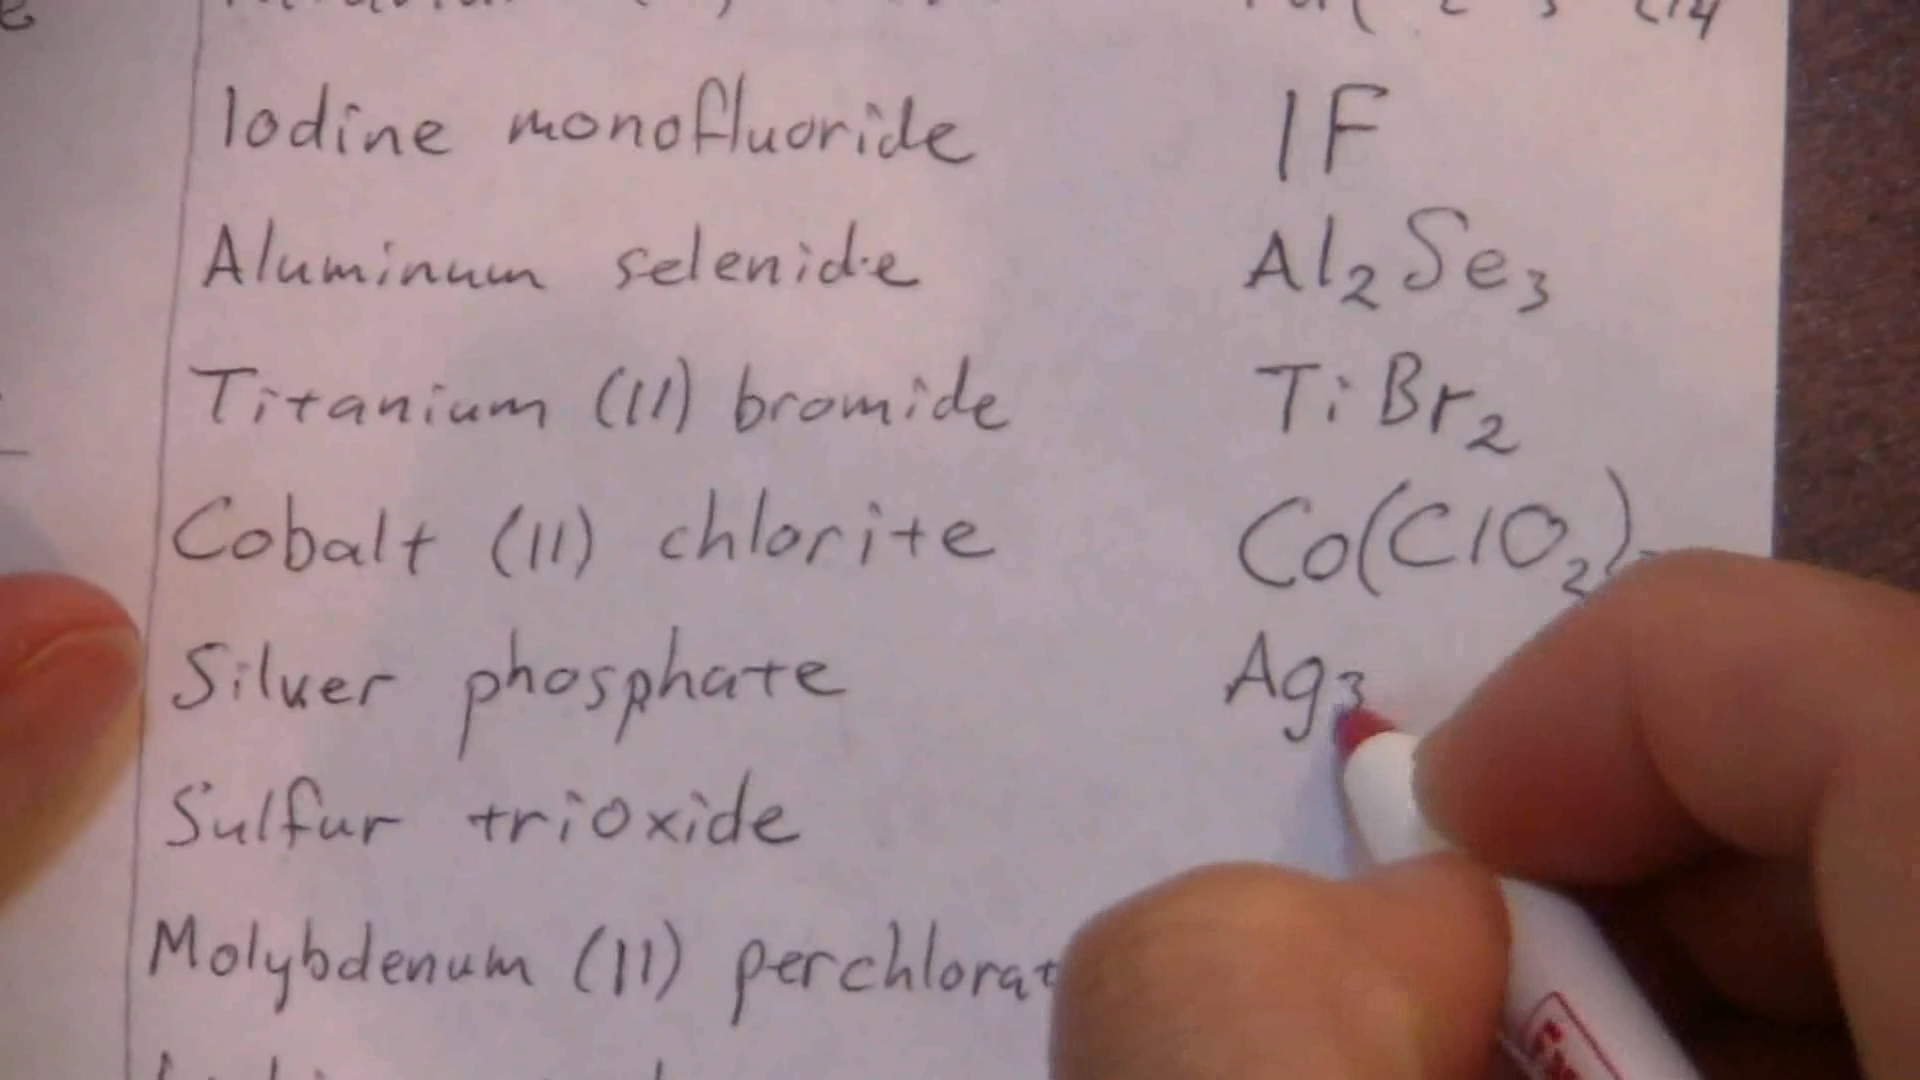 Iodine monofluoride IF
Aluminum selenide Al₂Se₃
Titanium (II) bromide TiBr₂
Cobalt (II) chlorite Co(ClO₂)
Silver phosphate Ag₃
Sulfur trioxide
Molybdenum (II) perchlorat